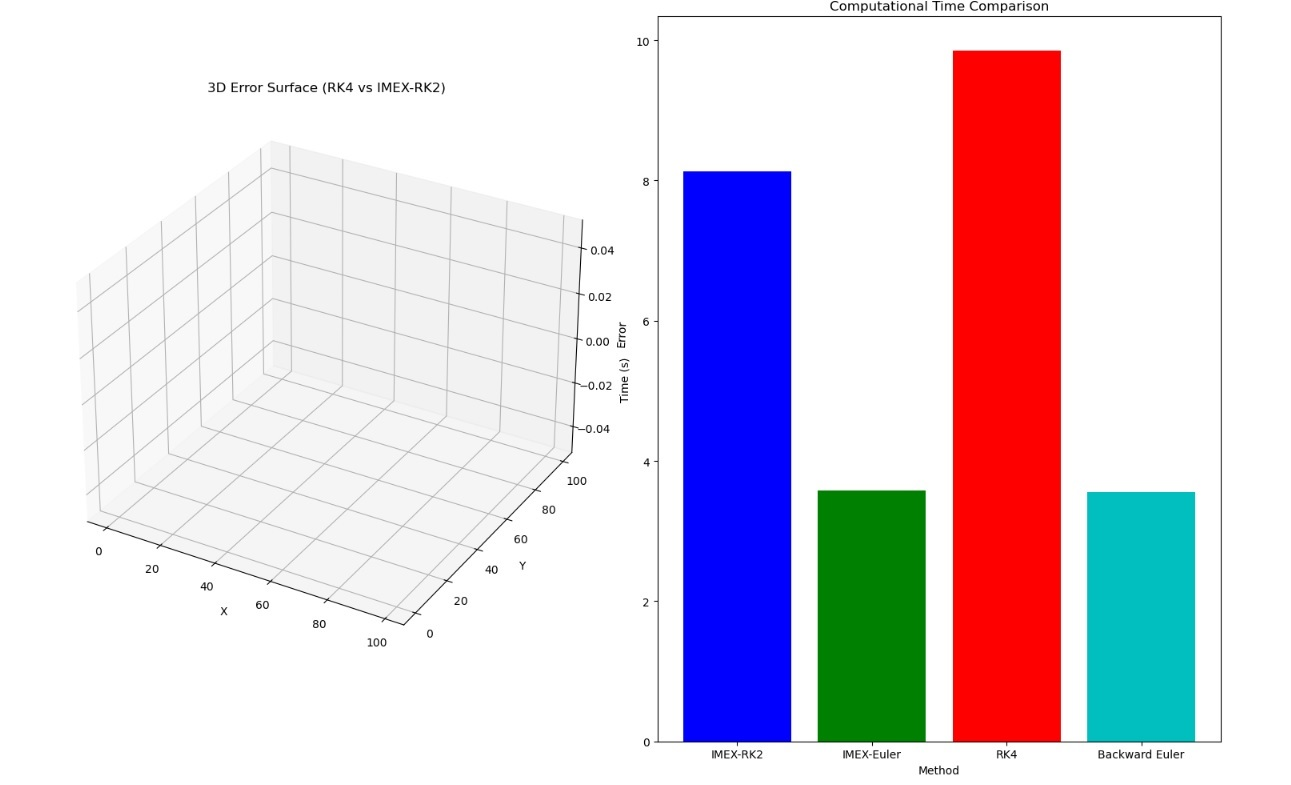 3D Error Surface (RK4 vs IMEX-RK2)
0.04
0.02
0.00
−0.02
−0.04
Error
0
20
40
60
80
100
X
0
20
40
60
80
100
Y
Computational Time Comparison
10
8
6
4
2
0
Time (s)
IMEX-RK2
IMEX-Euler
RK4
Backward Euler
Method